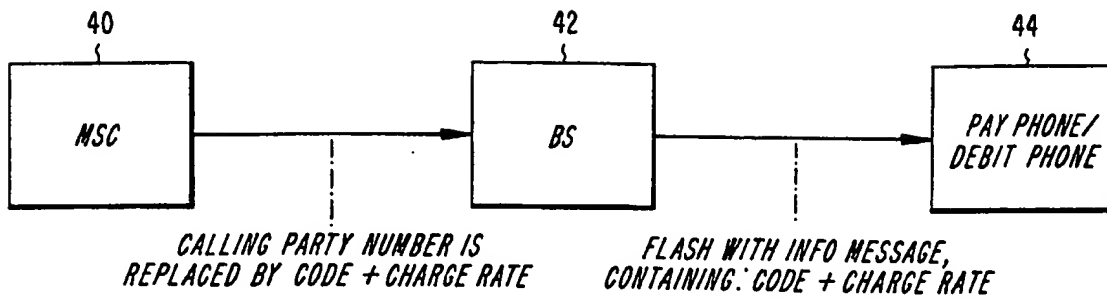 40
42
44
MSC
BS
PAY PHONE/
DEBIT PHONE
CALLING PARTY NUMBER IS
REPLACED BY CODE + CHARGE RATE
FLASH WITH INFO MESSAGE,
CONTAINING: CODE + CHARGE RATE